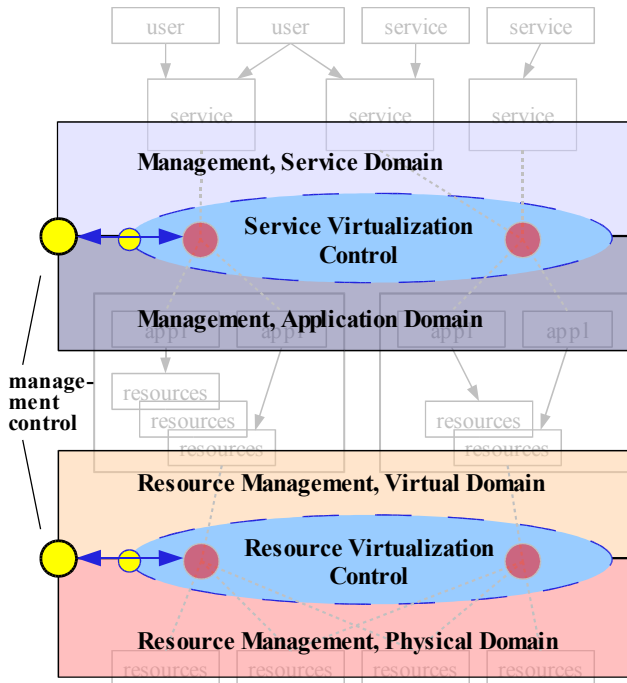 user user service service
service service service
Management, Service Domain
Service Virtualization
Control
Management, Application Domain
appl appl appl appl
manage-
ment
control
resources
resources
resources
resources
resources
Resource Management, Virtual Domain
Resource Virtualization
Control
Resource Management, Physical Domain
resources resources resources resources